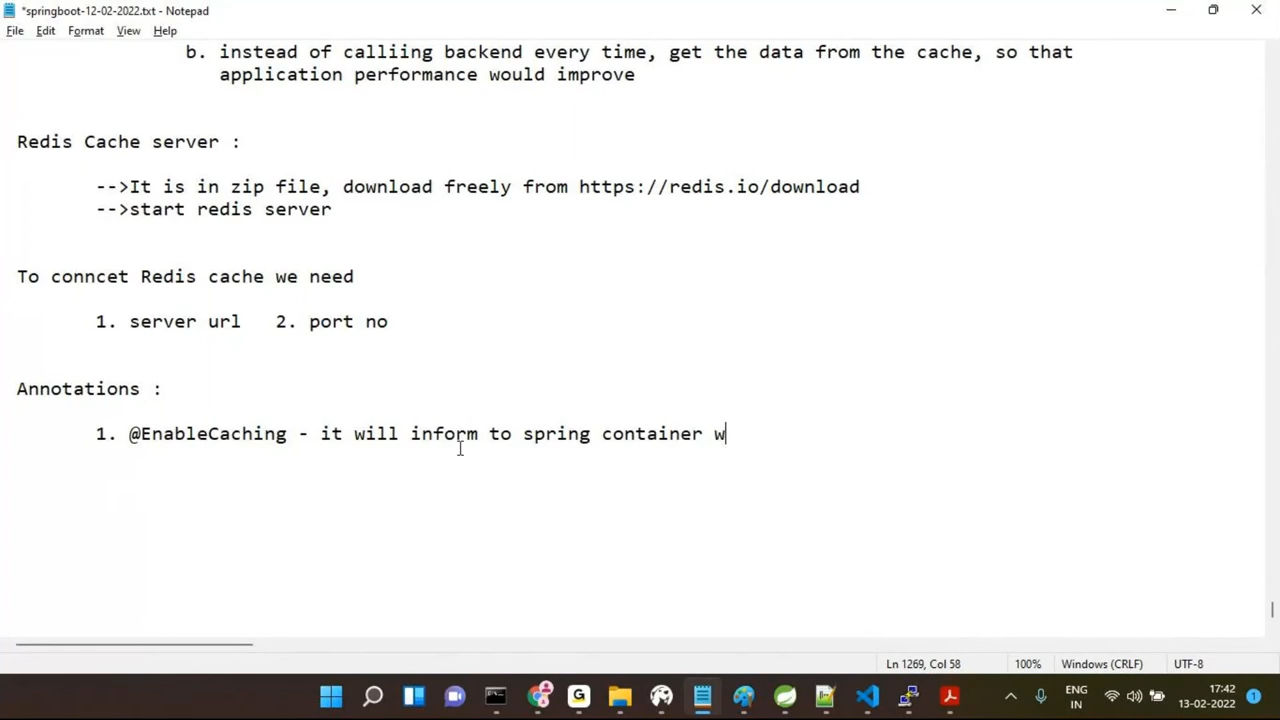 *springboot-12-02-2022.txt - Notepad
File Edit Format View Help
b. instead of calliing backend every time, get the data from the cache, so that
application performance would improve
Redis Cache server :
-->It is in zip file, download freely from https://redis.io/download
-->start redis server
To conncet Redis cache we need
1. server url 2. port no
Annotations :
1. @EnableCaching - it will inform to spring container w
Ln 1269, Col 58 100% Windows (CRLF) UTF-8
ENG 17:42
IN 13-02-2022 1